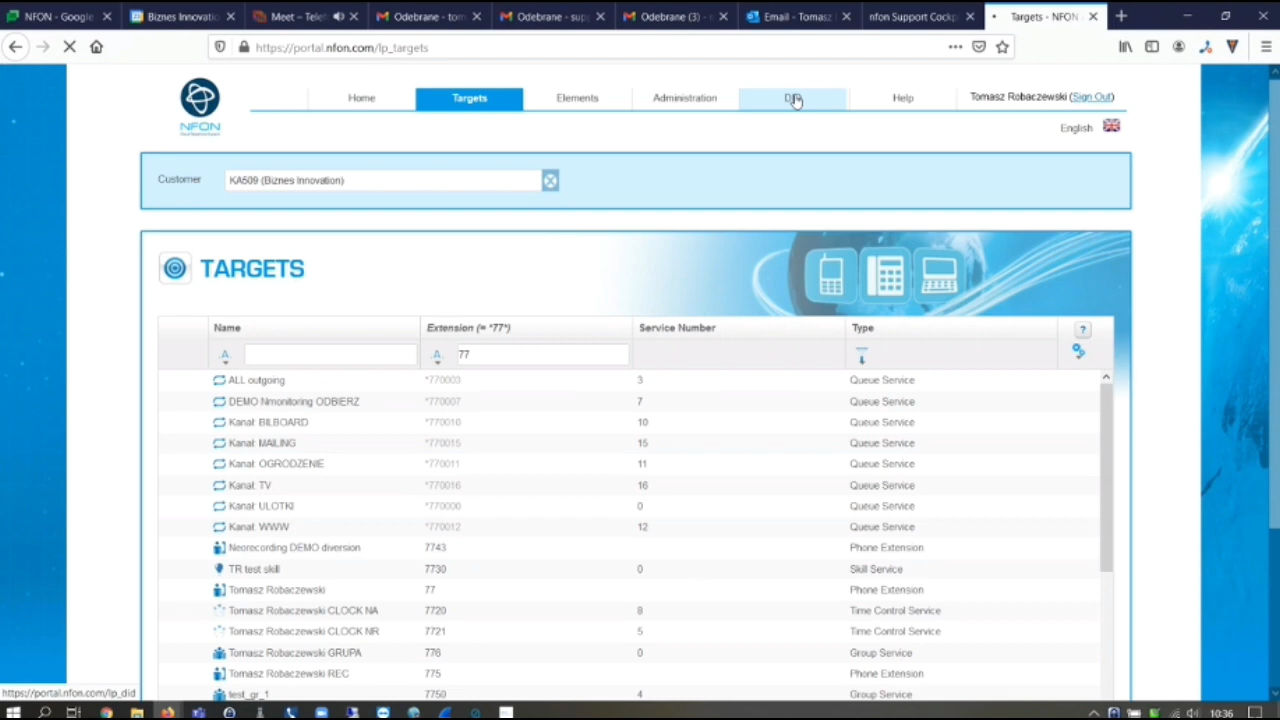 NFON - Google
Biznes Innovatio
Meet – Telef
Odebrane - tom
Odebrane - supp
Odebrane (3) - r
Email - Tomasz
nfon Support Cockp
Targets - NFON
https://portal.nfon.com/lp_targets
Home
Targets
Elements
Administration
Help
Tomasz Robaczewski (Sign Out)
NFON
English
Customer
KA509 (Biznes Innovation)
TARGETS
Name Extension (= *77*) Service Number Type
?
.A. .A. 77
ALL outgoing *770003 3 Queue Service
DEMO Nmonitoring ODBIERZ *770007 7 Queue Service
Kanał: BILBOARD *770010 10 Queue Service
Kanał: MAILING *770015 15 Queue Service
Kanał: OGRODZENIE *770011 11 Queue Service
Kanał: TV *770016 16 Queue Service
Kanał: ULOTKI *770000 0 Queue Service
Kanał: WWW *770012 12 Queue Service
Neorecording DEMO diversion 7743 Phone Extension
TR test skill 7730 0 Skill Service
Tomasz Robaczewski 77 Phone Extension
Tomasz Robaczewski CLOCK NA 7720 8 Time Control Service
Tomasz Robaczewski CLOCK NR 7721 5 Time Control Service
Tomasz Robaczewski GRUPA 776 0 Group Service
Tomasz Robaczewski REC 775 Phone Extension
test_gr_1 7750 4 Group Service
https://portal.nfon.com/lp_did
10:36